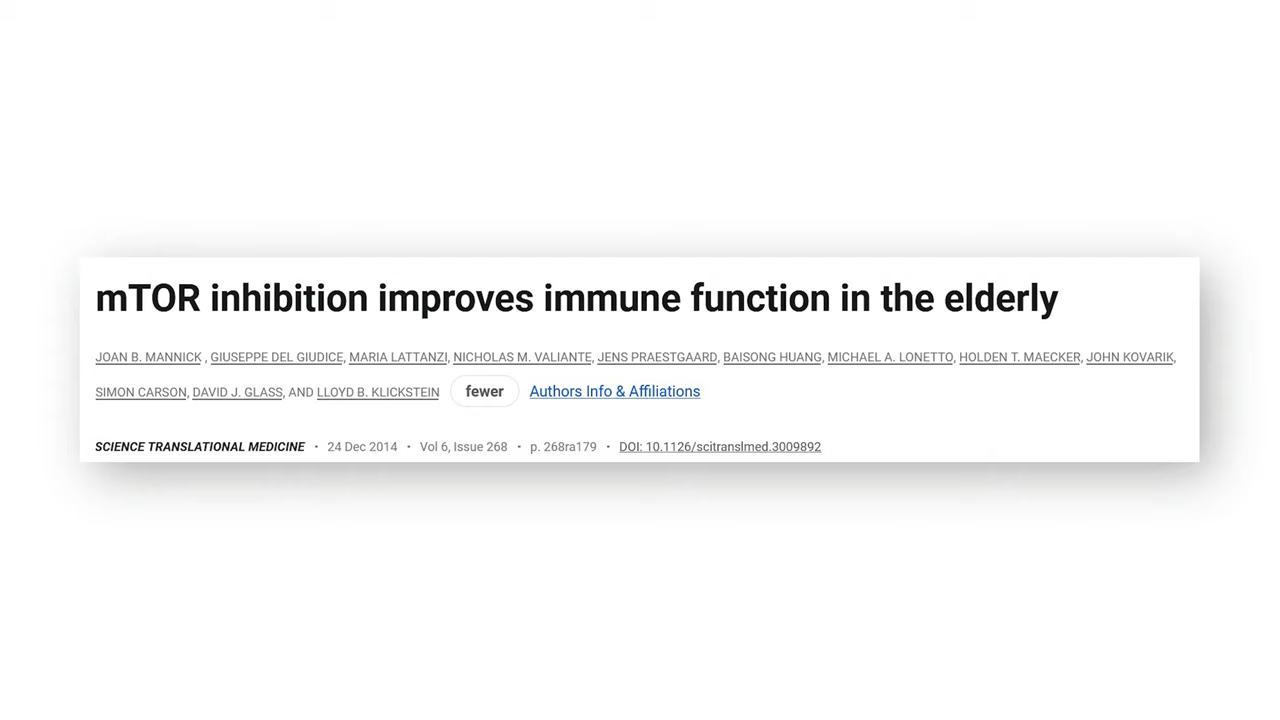 mTOR inhibition improves immune function in the elderly
JOAN B. MANNICK , GIUSEPPE DEL GIUDICE, MARIA LATTANZI, NICHOLAS M. VALIANTE, JENS PRAESTGAARD, BAISONG HUANG, MICHAEL A. LONETTO, HOLDEN T. MAECKER, JOHN KOVARIK,
SIMON CARSON, DAVID J. GLASS, AND LLOYD B. KLICKSTEIN fewer Authors Info & Affiliations
SCIENCE TRANSLATIONAL MEDICINE • 24 Dec 2014 • Vol 6, Issue 268 • p. 268ra179 • DOI: 10.1126/scitranslmed.3009892